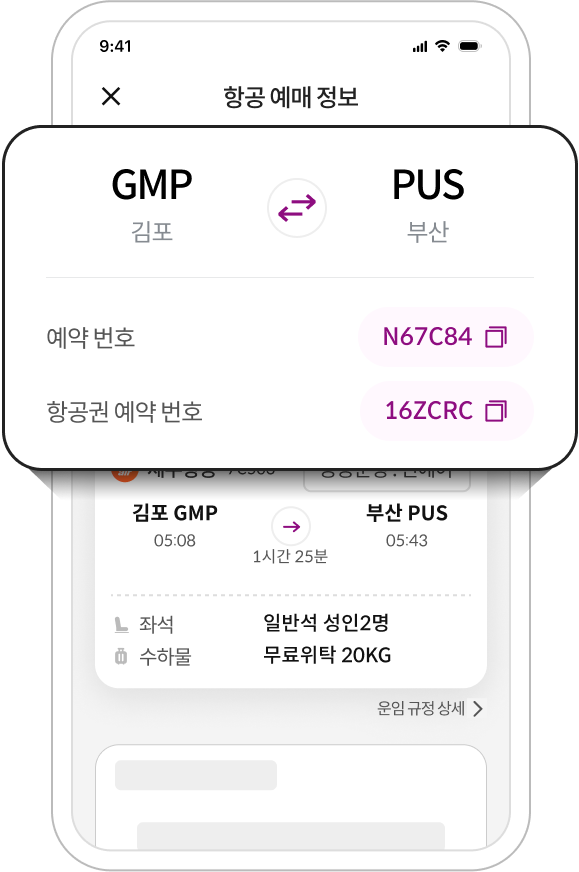 9:41
항공 예매 정보
GMP PUS
김포 부산
예약 번호 N67C84
항공권 예약 번호 16ZCRC
김포 GMP 부산 PUS
05:08 05:43
1시간 25분
좌석 일반석 성인2명
수하물 무료위탁 20KG
운임 규정 상세